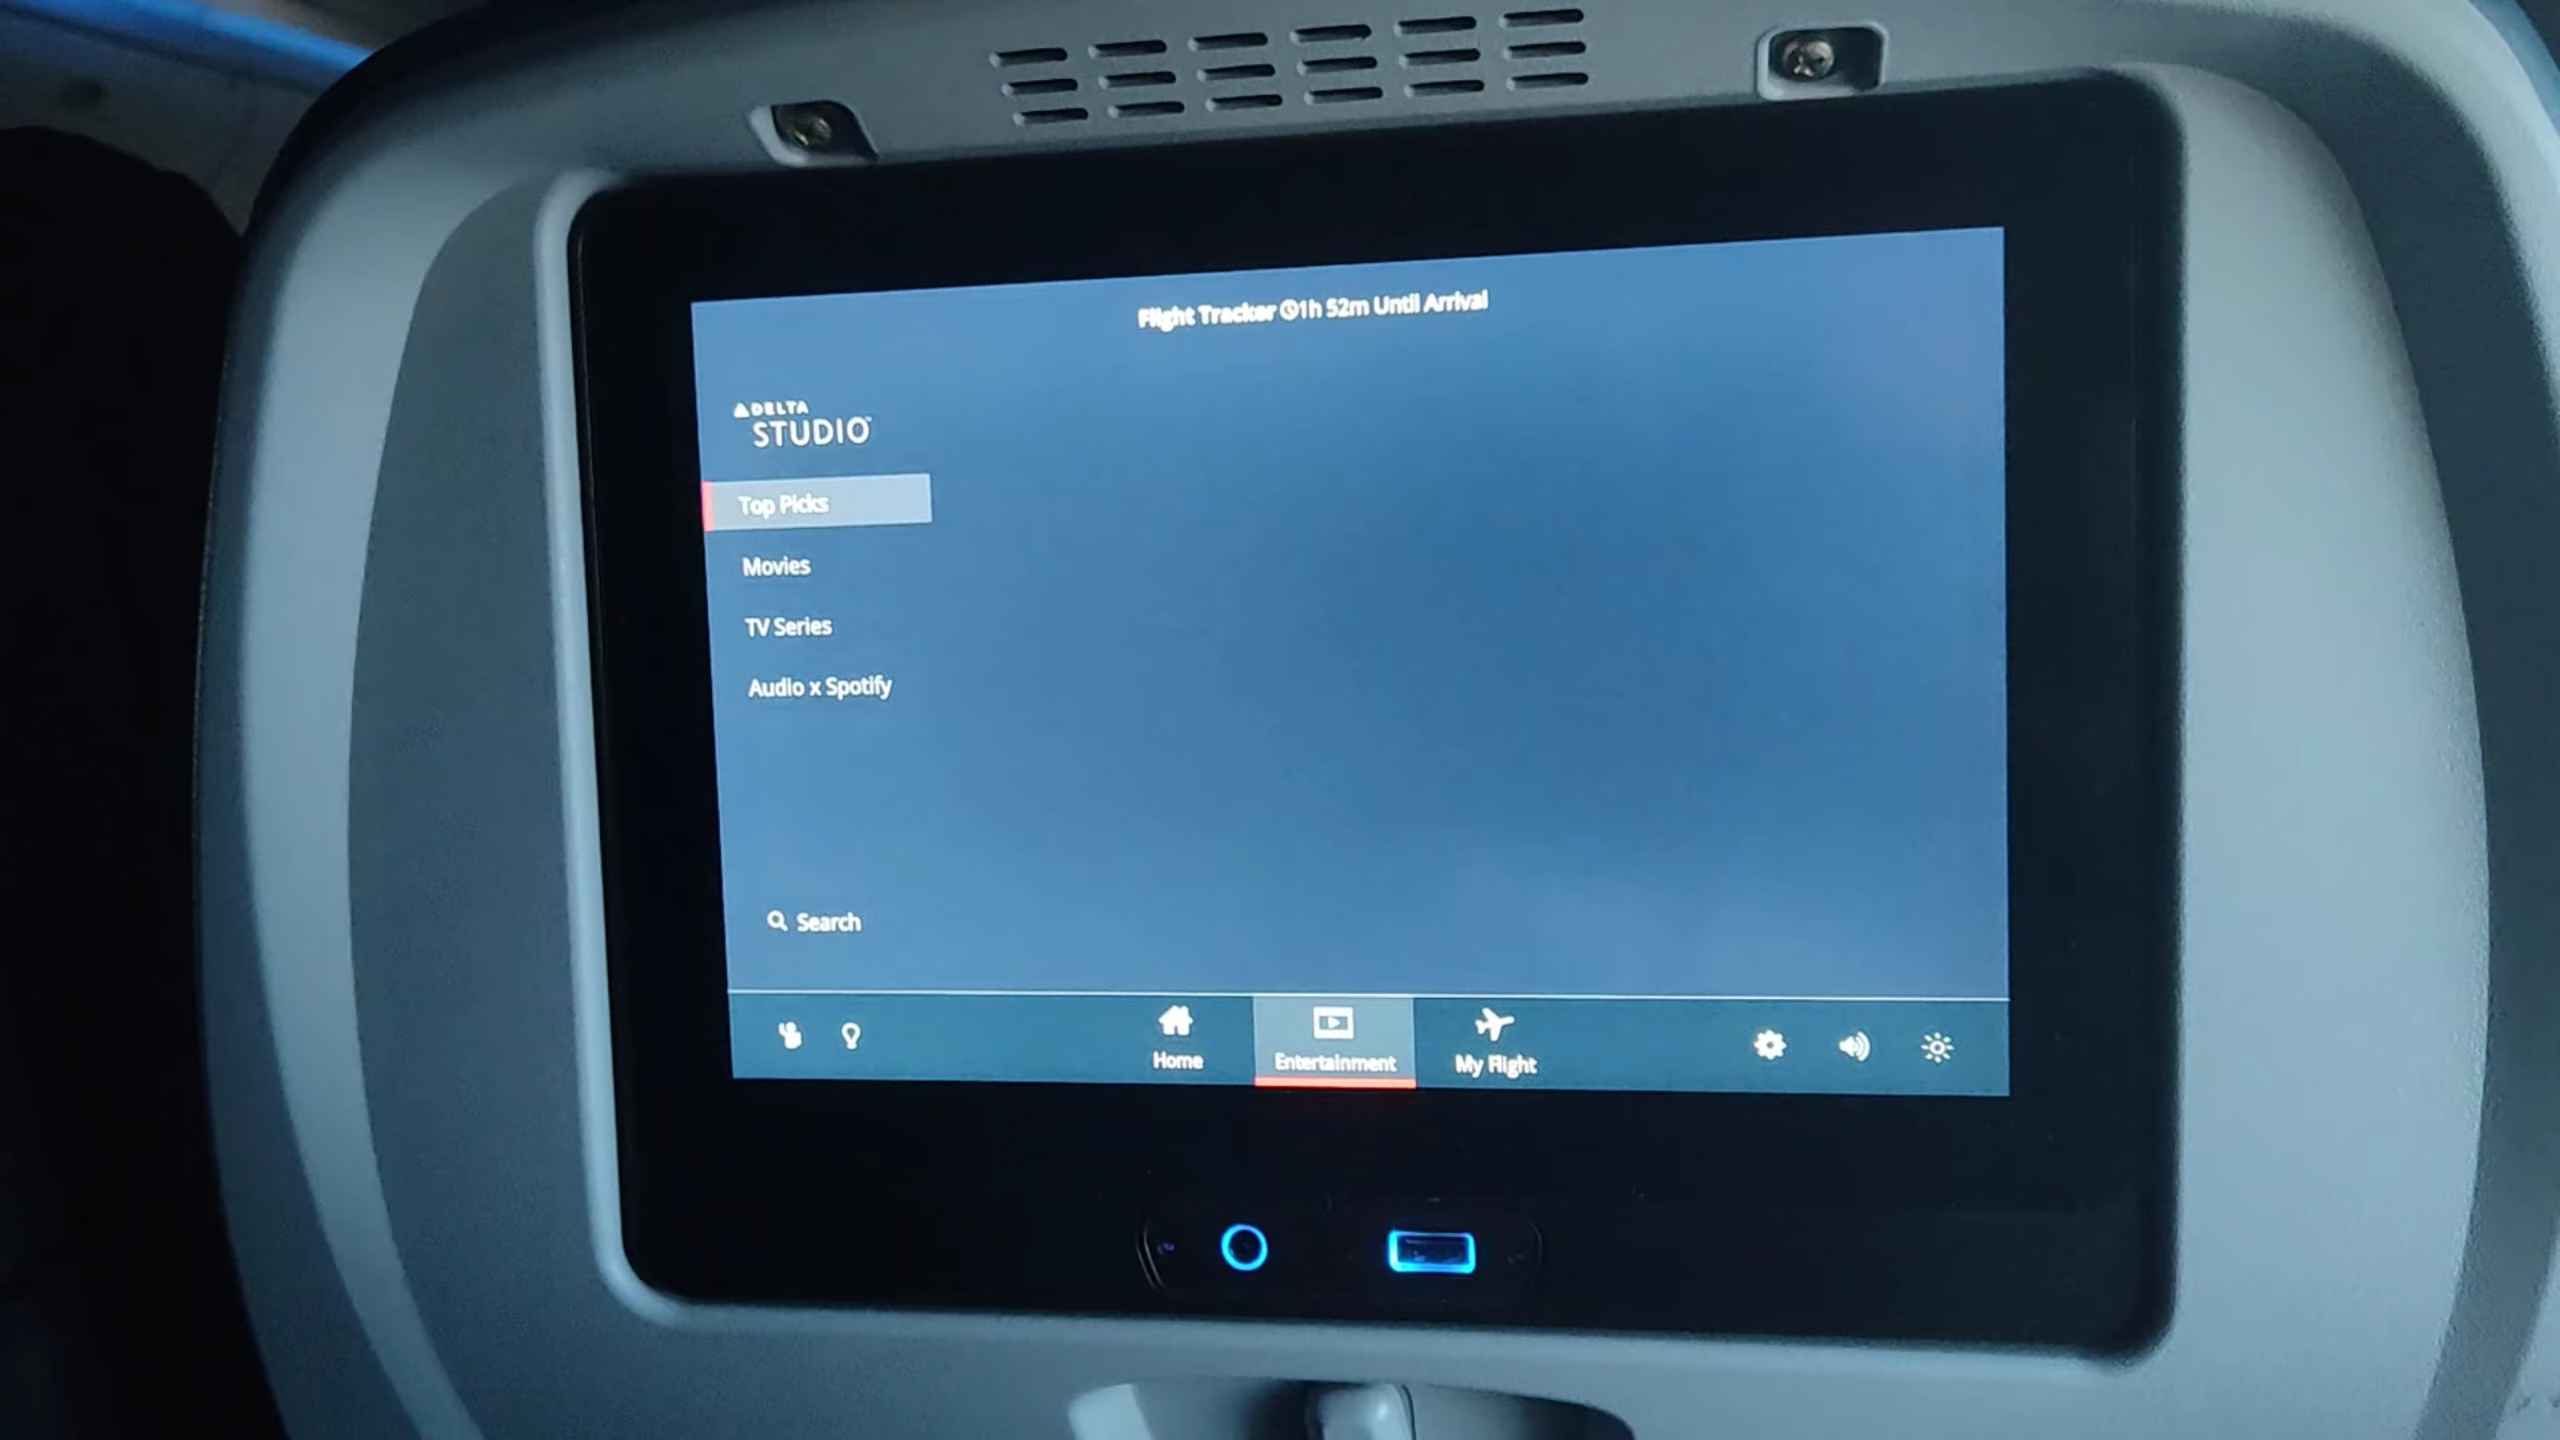 Flight Tracker 1h 52m Until Arrival
DELTA
STUDIO
Top Picks
Movies
TV Series
Audio x Spotify
Search
Home
Entertainment
My Flight